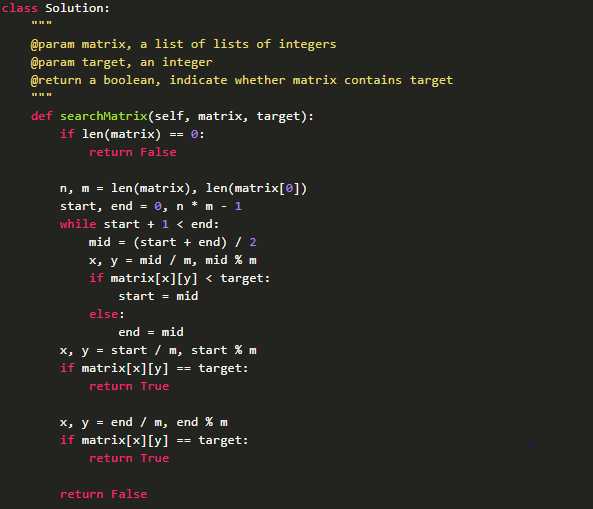 class Solution:
    """
    @param matrix, a list of lists of integers
    @param target, an integer
    @return a boolean, indicate whether matrix contains target
    """
    def searchMatrix(self, matrix, target):
        if len(matrix) == 0:
            return False

        n, m = len(matrix), len(matrix[0])
        start, end = 0, n * m - 1
        while start + 1 < end:
            mid = (start + end) / 2
            x, y = mid / m, mid % m
            if matrix[x][y] < target:
                start = mid
            else:
                end = mid
        x, y = start / m, start % m
        if matrix[x][y] == target:
            return True

        x, y = end / m, end % m
        if matrix[x][y] == target:
            return True

        return False